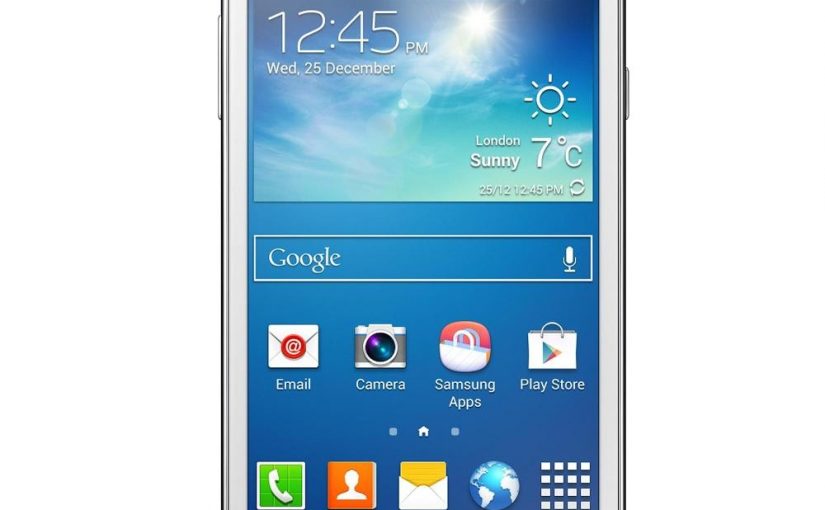 12:45 PM
Wed, 25 December
London
Sunny 7°C
25/12 12:45 PM
Google
Email Camera Samsung Apps Play Store